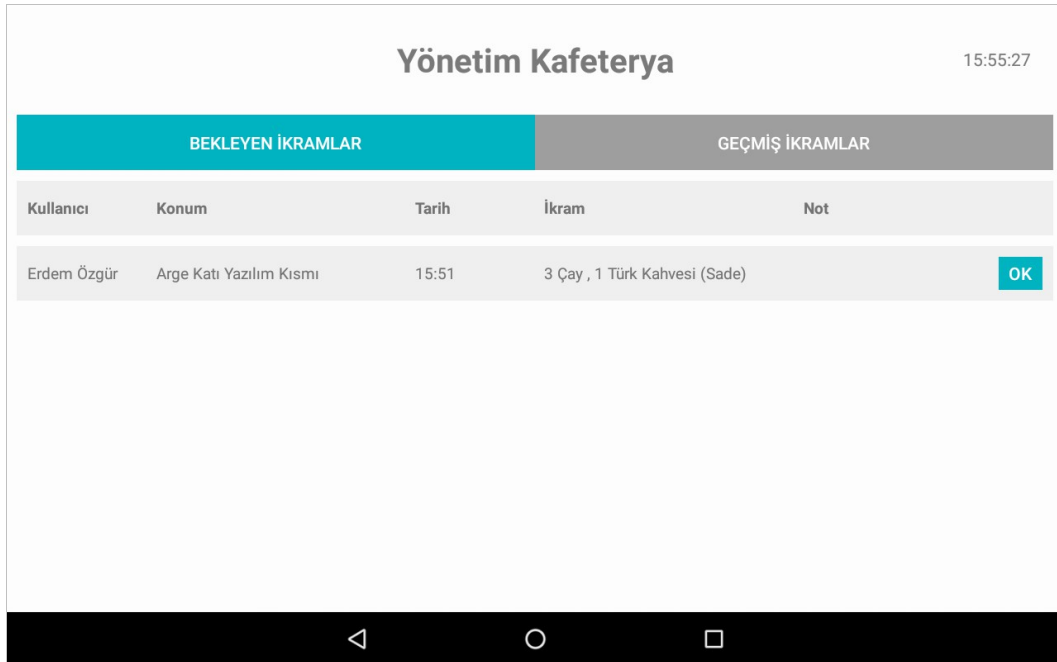 Yönetim Kafeterya
15:55:27
BEKLEYEN İKRAMLAR GEÇMİŞ İKRAMLAR
Kullanıcı Konum Tarih İkram Not
Erdem Özgür Arge Katı Yazılım Kısmı 15:51 3 Çay , 1 Türk Kahvesi (Sade) OK